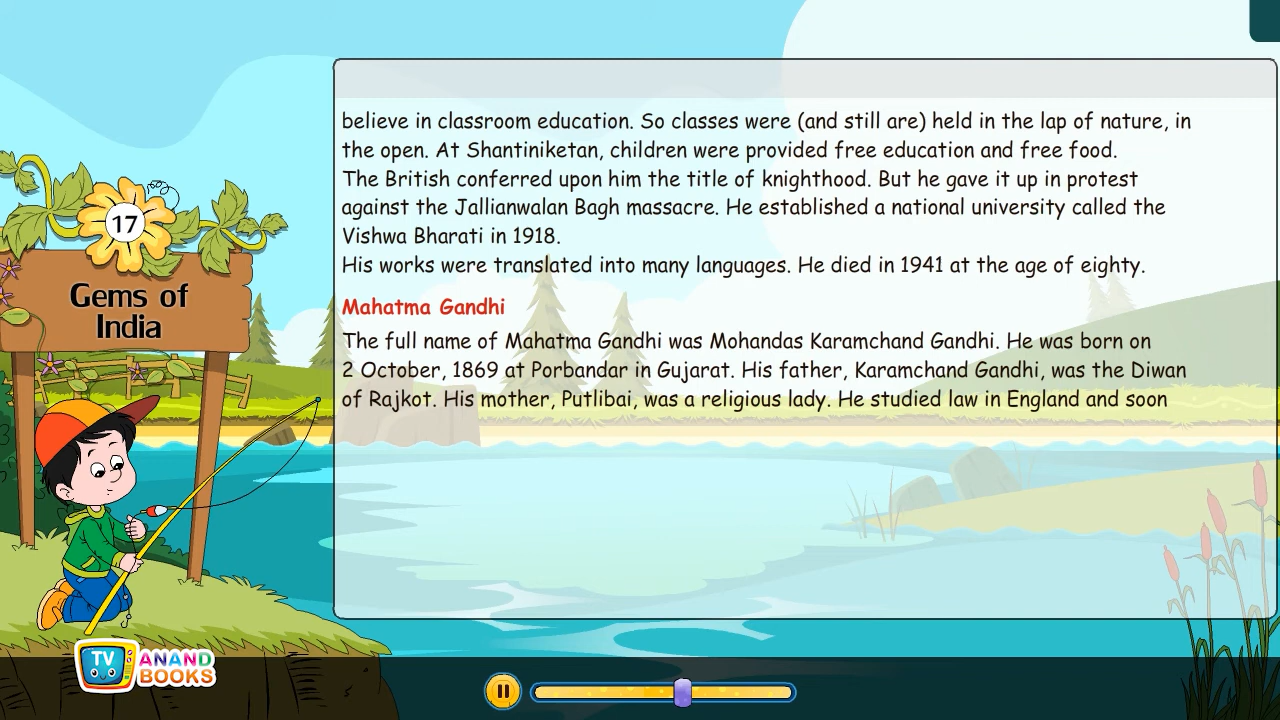 believe in classroom education. So classes were (and still are) held in the lap of nature, in
the open. At Shantiniketan, children were provided free education and free food.
The British conferred upon him the title of knighthood. But he gave it up in protest
against the Jallianwalan Bagh massacre. He established a national university called the
Vishwa Bharati in 1918.
His works were translated into many languages. He died in 1941 at the age of eighty.
Mahatma Gandhi
The full name of Mahatma Gandhi was Mohandas Karamchand Gandhi. He was born on
2 October, 1869 at Porbandar in Gujarat. His father, Karamchand Gandhi, was the Diwan
of Rajkot. His mother, Putlibai, was a religious lady. He studied law in England and soon
17
Gems of
India
TV
ANAND
BOOKS